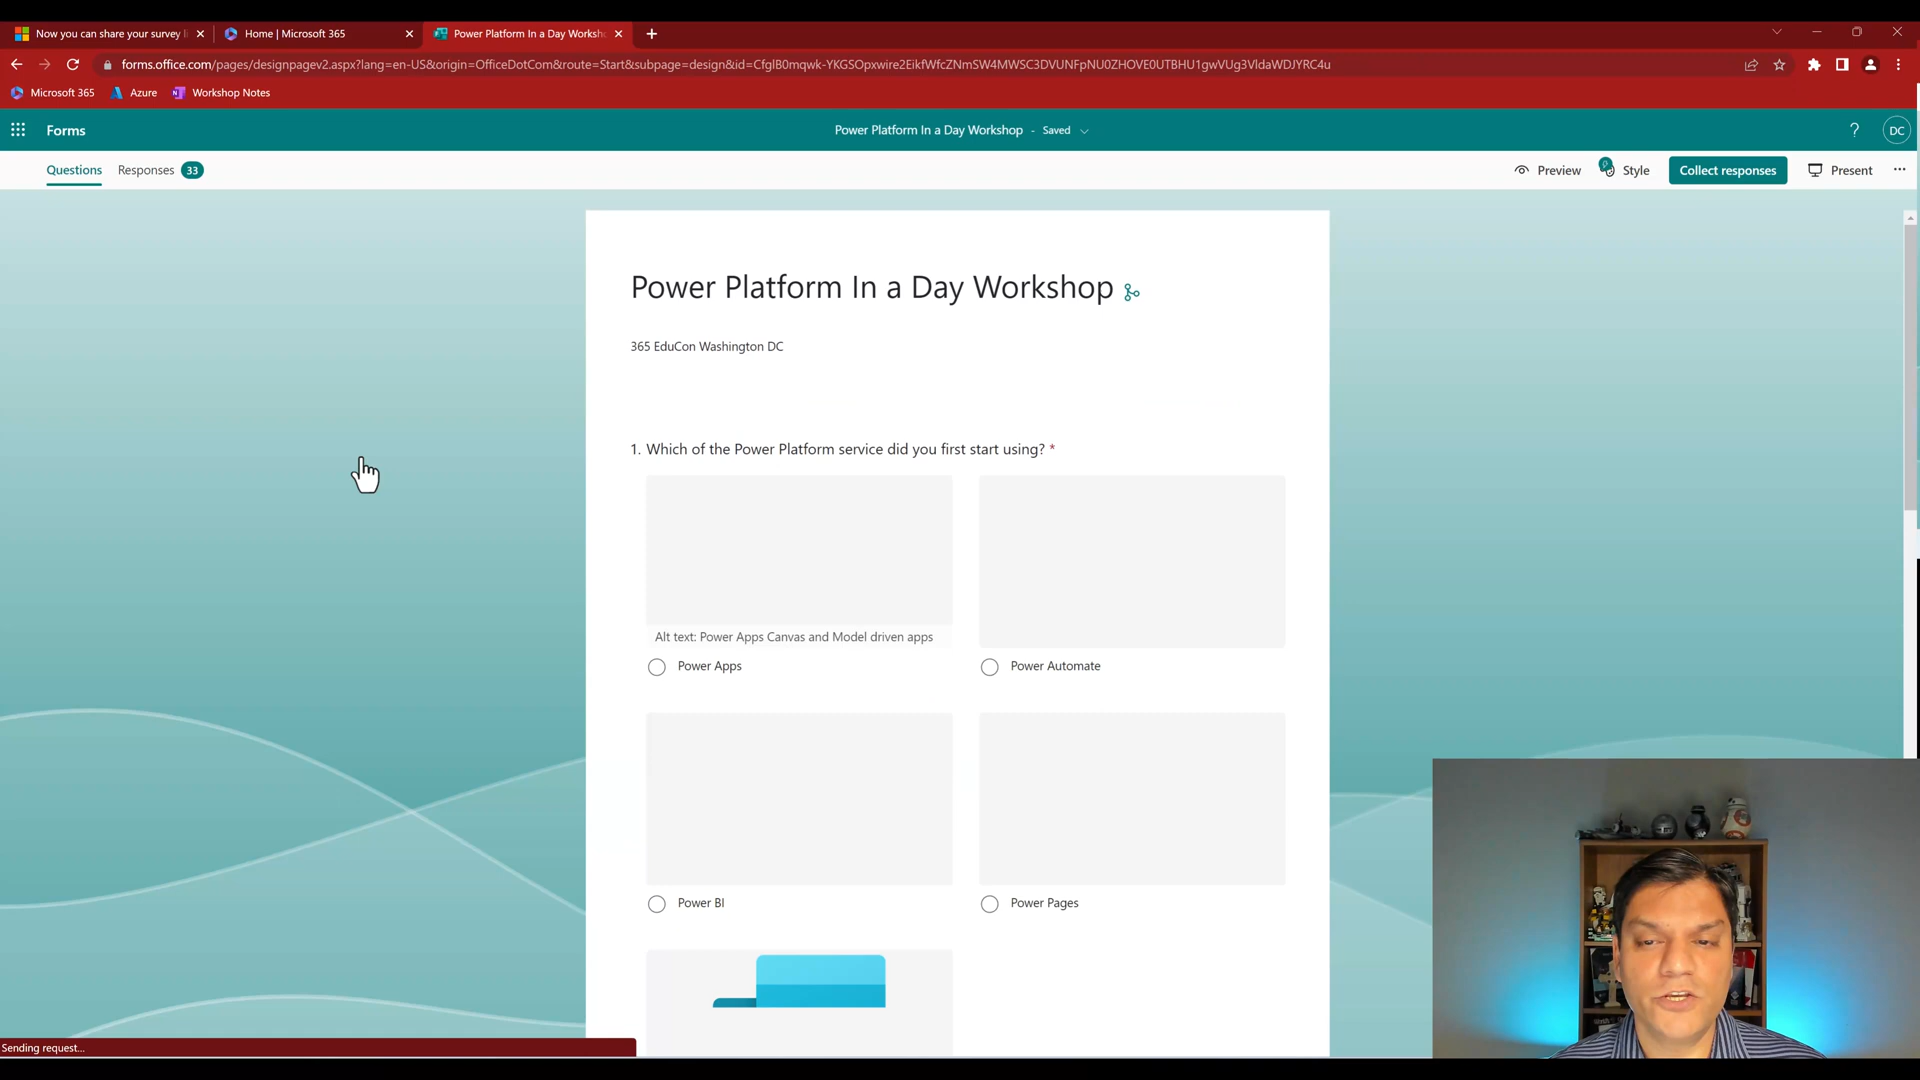 Now you can share your survey li
Home | Microsoft 365
Power Platform In a Day Worksh
forms.office.com/pages/designpagev2.aspx?lang=en-US&origin=OfficeDotCom&route=Start&subpage=design&id=CfglB0mqwk-YKGSOpxwire2EikfWfcZNmSW4MWSC3DVUNFpNU0ZHOVE0UTBHU1gwVUg3VldaWDJYRC4u
Microsoft 365
Azure
Workshop Notes
Forms
Power Platform In a Day Workshop - Saved
?
DC
Questions
Responses 33
Preview
Style
Collect responses
Present
Power Platform In a Day Workshop
365 EduCon Washington DC
1. Which of the Power Platform service did you first start using? *
Alt text: Power Apps Canvas and Model driven apps
Power Apps
Power Automate
Power BI
Power Pages
Sending request...